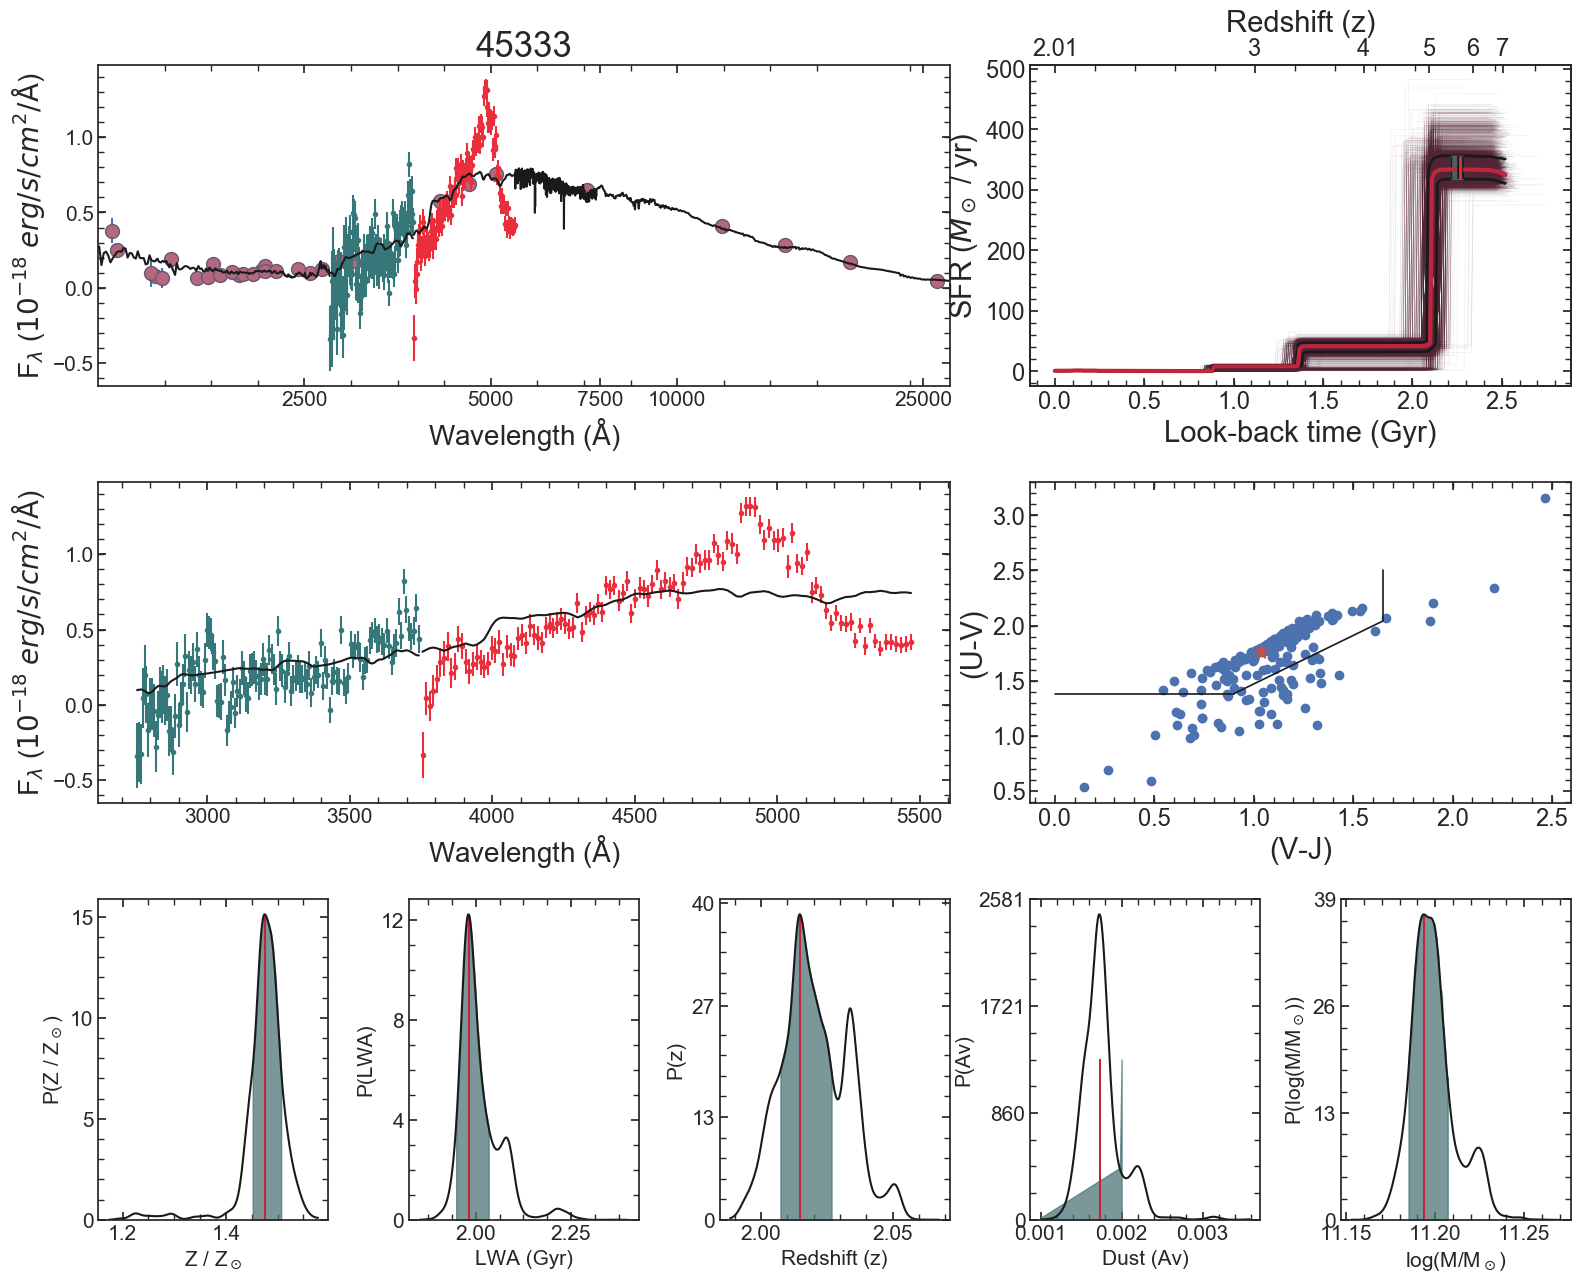 45333
F_λ (10^−18 erg/s/cm^2/Å)
1.0
0.5
0.0
−0.5
2500 5000 7500 10000 25000
Wavelength (Å)
Redshift (z)
2.01 3 4 5 6 7
SFR (M_⊙ / yr)
500
400
300
200
100
0
0.0 0.5 1.0 1.5 2.0 2.5
Look-back time (Gyr)
F_λ (10^−18 erg/s/cm^2/Å)
1.0
0.5
0.0
−0.5
3000 3500 4000 4500 5000 5500
Wavelength (Å)
(U-V)
3.0
2.5
2.0
1.5
1.0
0.5
0.0 0.5 1.0 1.5 2.0 2.5
(V-J)
P(Z / Z_⊙)
15
10
5
0
1.2 1.4
Z / Z_⊙
P(LWA)
12
8
4
0
2.00 2.25
LWA (Gyr)
P(z)
40
27
13
0
2.00 2.05
Redshift (z)
P(Av)
2581
1721
860
0
0.001 0.002 0.003
Dust (Av)
P(log(M/M_⊙))
39
26
13
0
11.15 11.20 11.25
log(M/M_⊙)